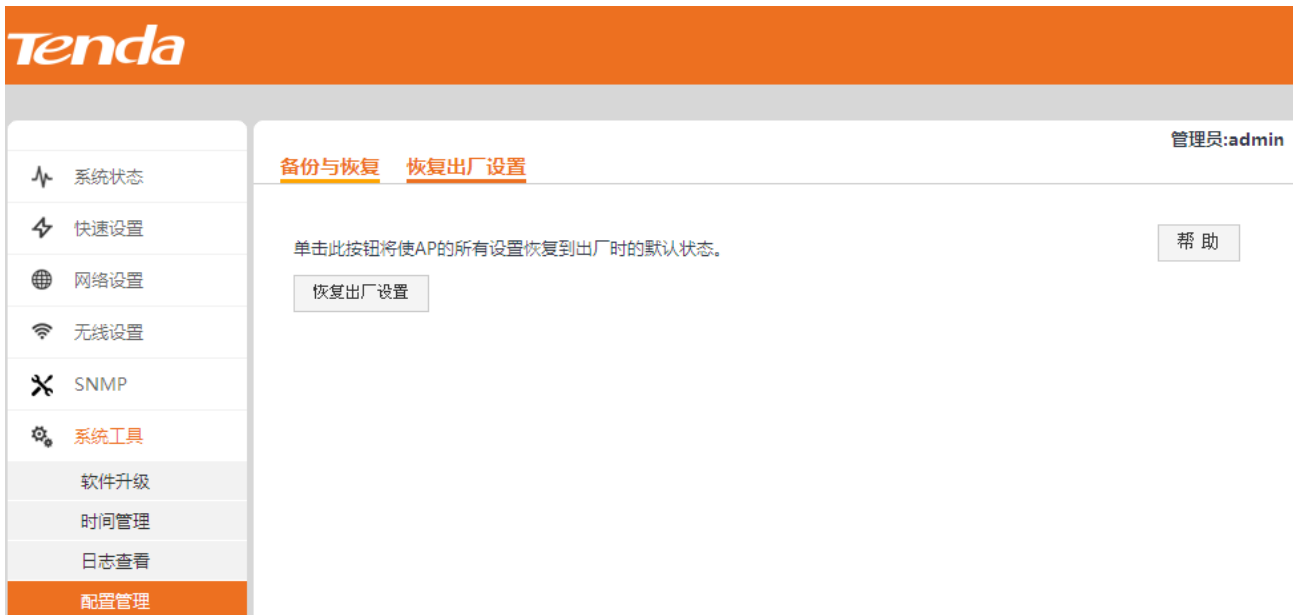 Tenda
管理员:admin
备份与恢复 恢复出厂设置
系统状态
快速设置
网络设置
无线设置
SNMP
系统工具
软件升级
时间管理
日志查看
配置管理
单击此按钮将使AP的所有设置恢复到出厂时的默认状态。
帮 助
恢复出厂设置